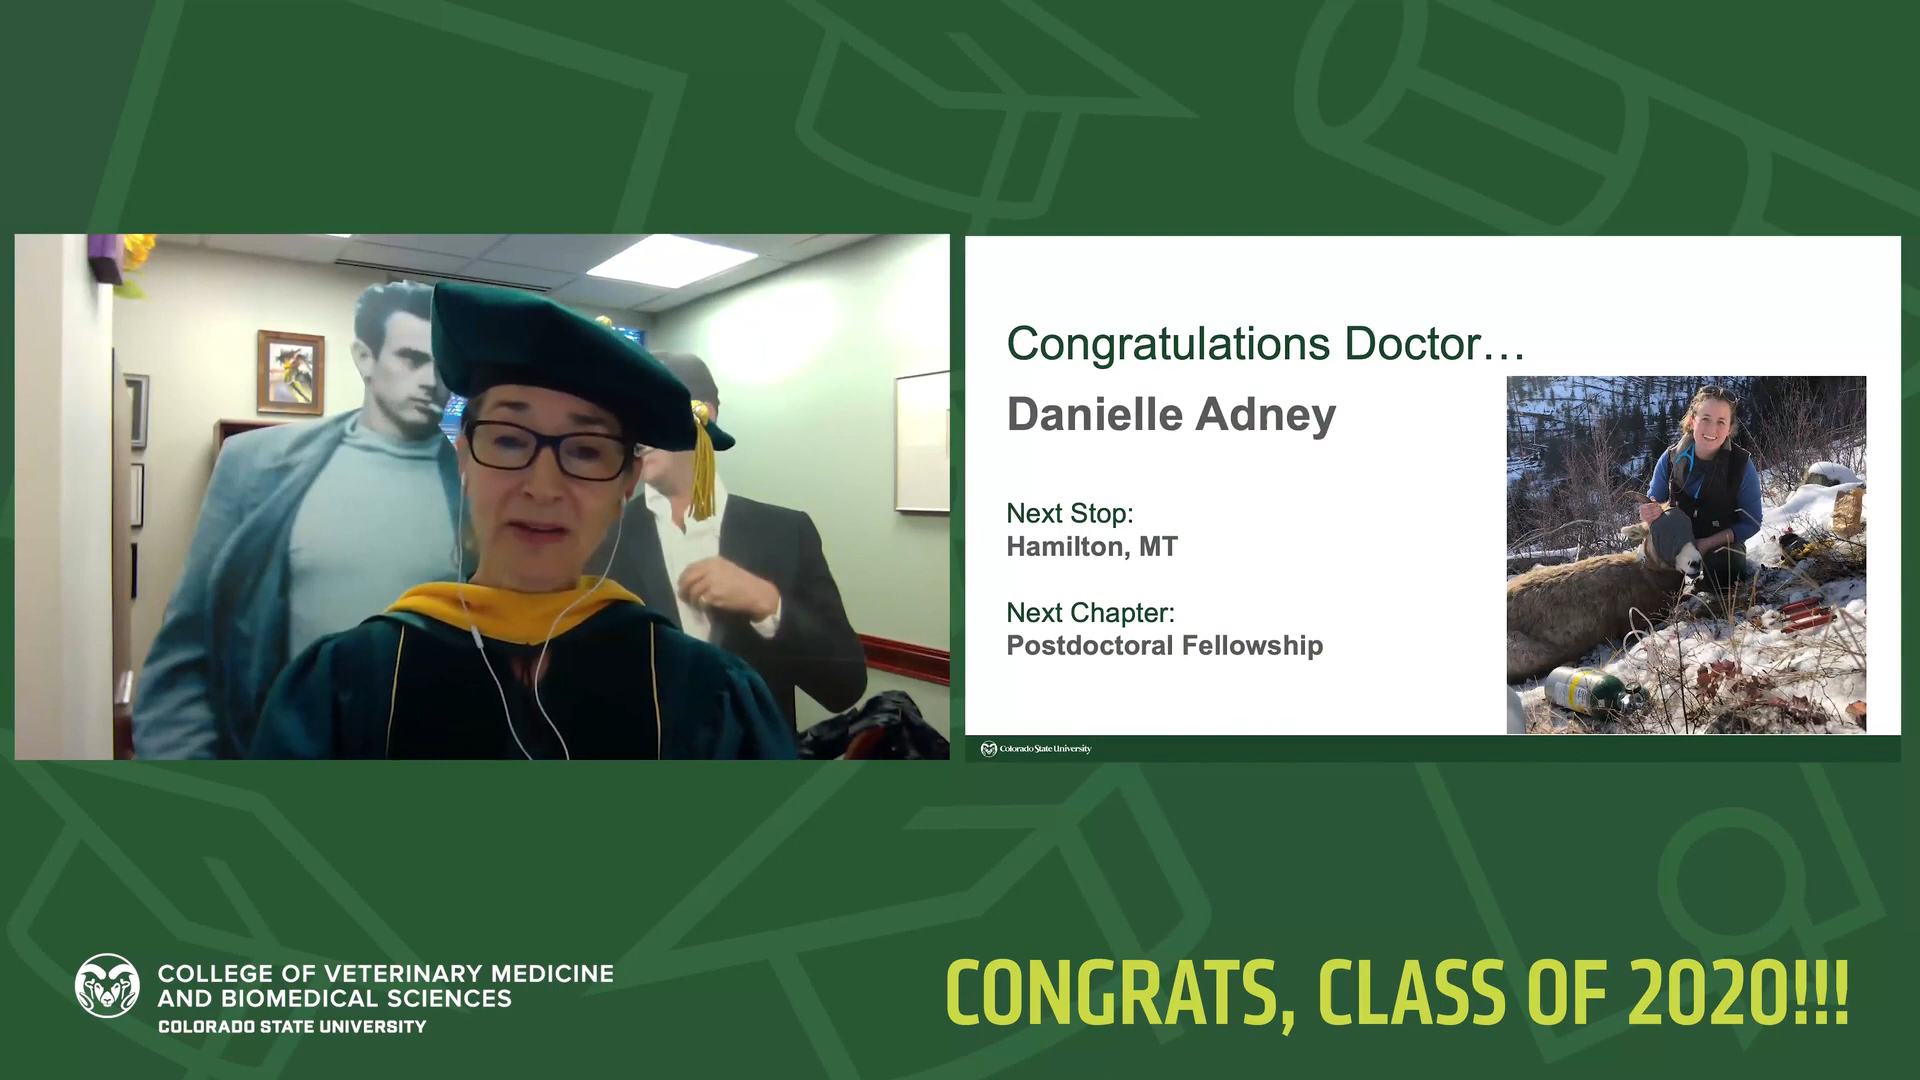 Congratulations Doctor…
Danielle Adney
Next Stop:
Hamilton, MT
Next Chapter:
Postdoctoral Fellowship
Colorado State University
COLLEGE OF VETERINARY MEDICINE
AND BIOMEDICAL SCIENCES
COLORADO STATE UNIVERSITY
CONGRATS, CLASS OF 2020!!!